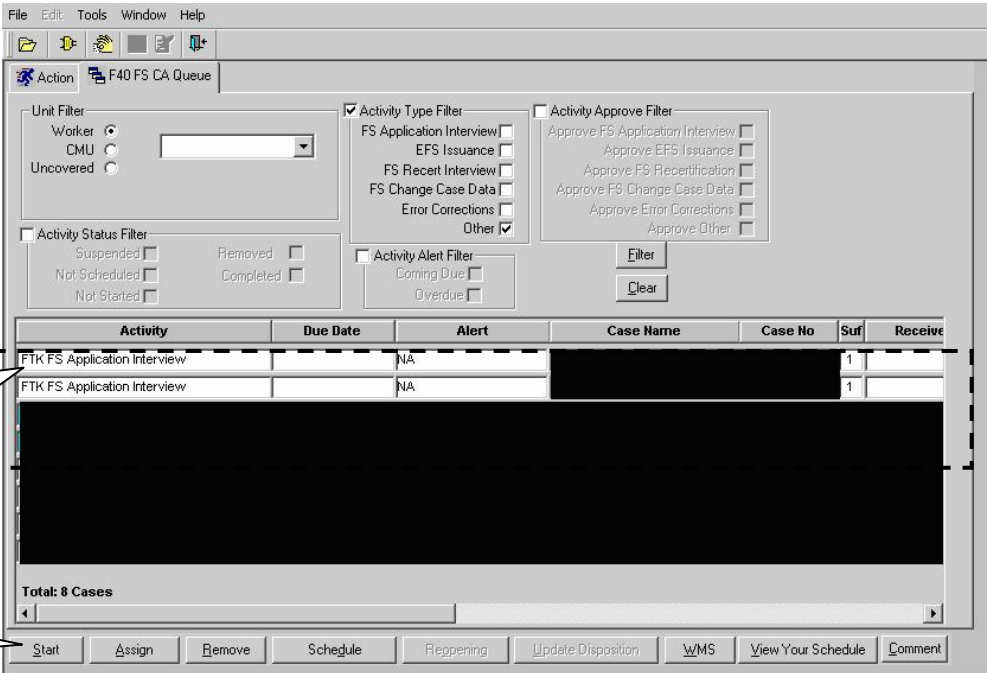 File Edit Tools Window Help
Action F40 FS CA Queue
Unit Filter
Worker
CMU
Uncovered
Activity Type Filter
FS Application Interview
EFS Issuance
FS Recert Interview
FS Change Case Data
Error Corrections
Other
Activity Approve Filter
Approve FS Application Interview
Approve EFS Issuance
Approve FS Recertification
Approve FS Change Case Data
Approve Error Corrections
Approve Other
Activity Status Filter
Suspended Removed
Not Scheduled Completed
Not Started
Activity Alert Filter
Coming Due
Overdue
Filter
Clear
Activity Due Date Alert Case Name Case No Suf Receive
FTK FS Application Interview NA 1
FTK FS Application Interview NA 1
Total: 8 Cases
Start Assign Remove Schedule Reopening Update Disposition WMS View Your Schedule Comment